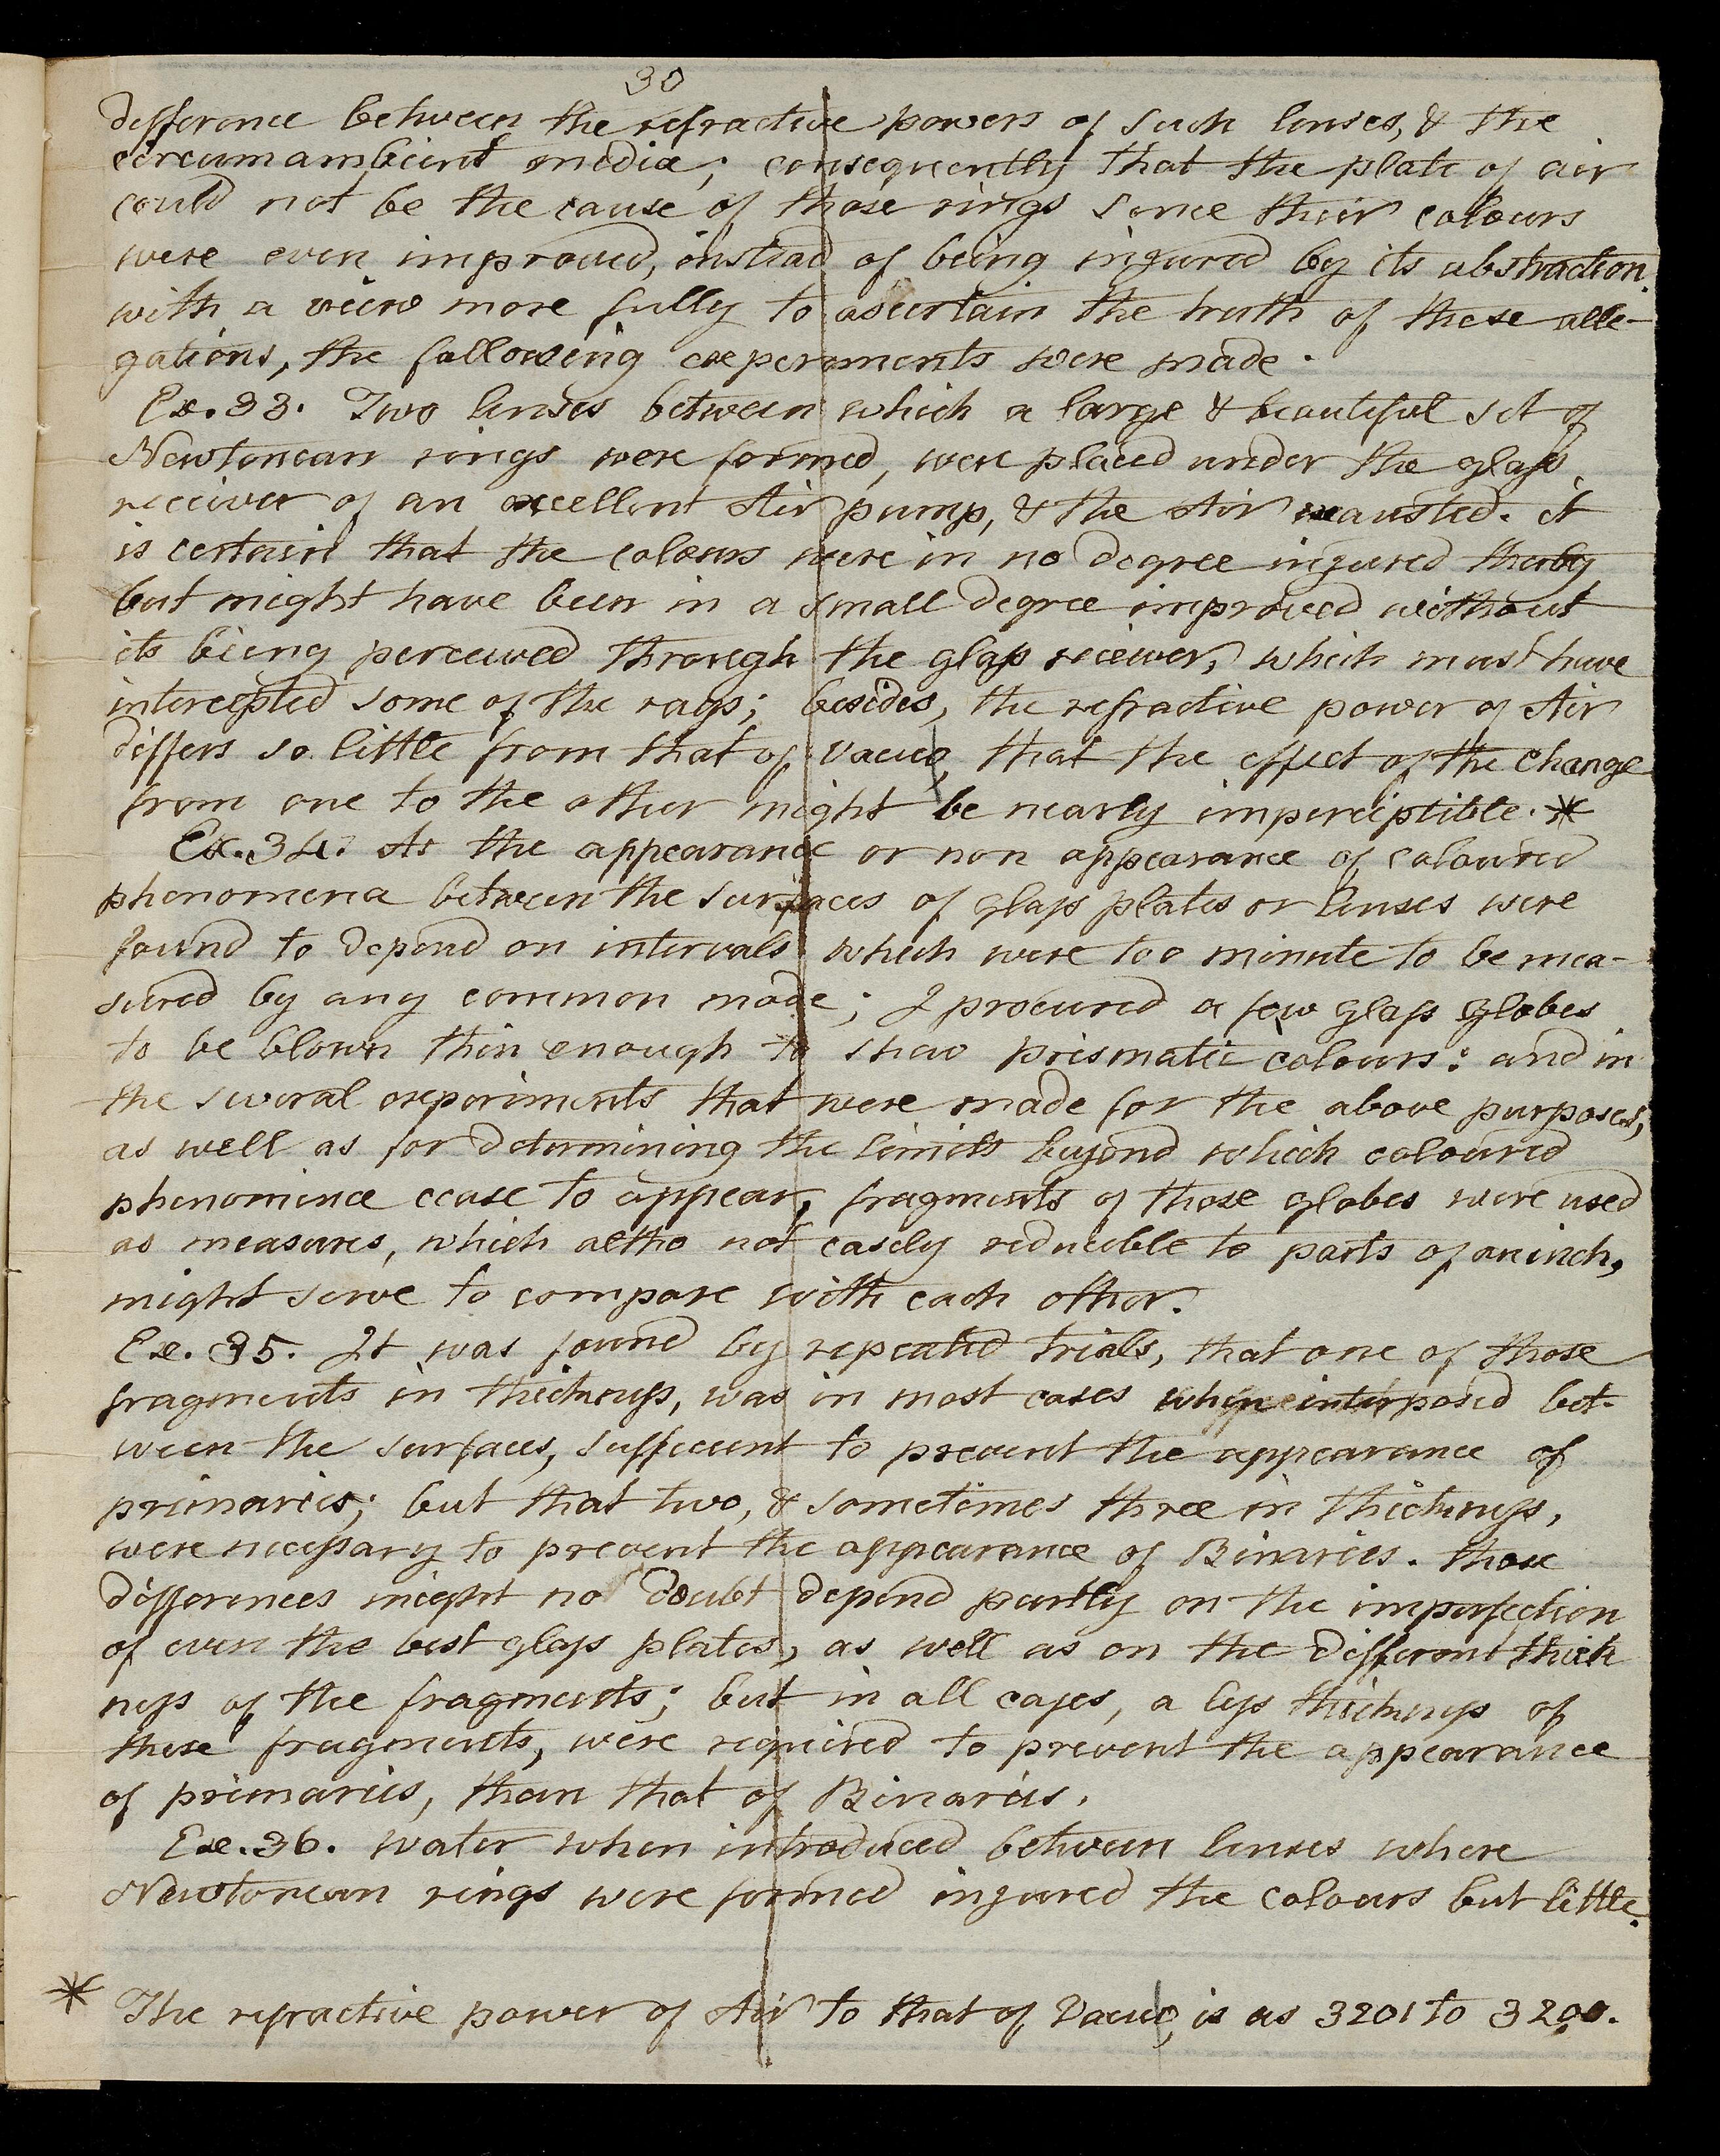 30
difference between the refractive powers of such lenses, & the
circumambient media; consequently that the plate of air
could not be the cause of those rings since their colours
were even improved, instead of being injured by its abstraction.
with a view more fully to ascertain the truth of these alle-
gations, the following experiments were made.
Ex. 33. Two lenses between which a large & beautiful set of
Newtonean rings were formed, were placed under the glass
receiver of an excellent Air pump, & the Air exausted. it
is certain that the colours were in no degree injured therby
but might have been in a small degree improved without
its being perceived through the glass receiver, which must have
intercepted some of the rays; besides, the refractive power of Air
differs so little from that of Vacuo, that the effect of the change
from one to the other might be nearly imperceptible. *
Ex. 34. As the appearance or non appearance of coloured
phenomena between the surfaces of glass plates or lenses were
found to depend on intervals which were too minute to be mea-
sured by any common mode; I procured a few glass globes
to be blown thin enough to shew prismatic colours: and in
the several experiments that were made for the above purposes,
as well as for determining the limits beyond which coloured
phenomena cease to appear, fragments of those globes were used
as measures, which altho not easely reducible to parts of an inch,
might serve to compare with each other.
Ex. 35. It was found by repeated trials, that one of those
fragments in thickness, was in most cases when interposed bet-
ween the surfaces, suffecient to prevent the appearance of
primaries; but that two, & sometimes three in thickness,
were necessary to prevent the appearance of Binaries. those
differences might no doubt depend partly on the imperfection
of even the best glass plates, as well as on the different thick
ness of the fragments; but in all cases, a less thickness of
these fragments, were required to prevent the appearance
of primaries, than that of Binaries.
Exe. 36. water when introduced between lenses where
Newtonean rings were formed injured the colours but little.
* The refractive power of Air to that of Vacuo, is as 3201 to 3200.